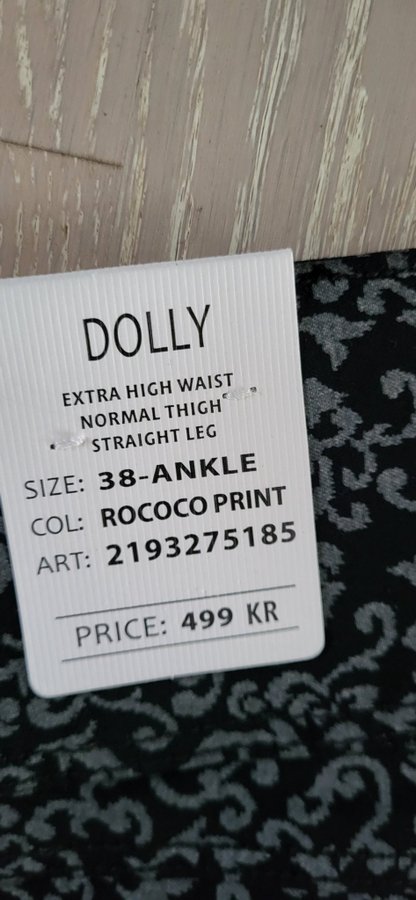 DOLLY
EXTRA HIGH WAIST
NORMAL THIGH
STRAIGHT LEG
SIZE: 38-ANKLE
COL: ROCOCO PRINT
ART: 2193275185
PRICE: 499 KR